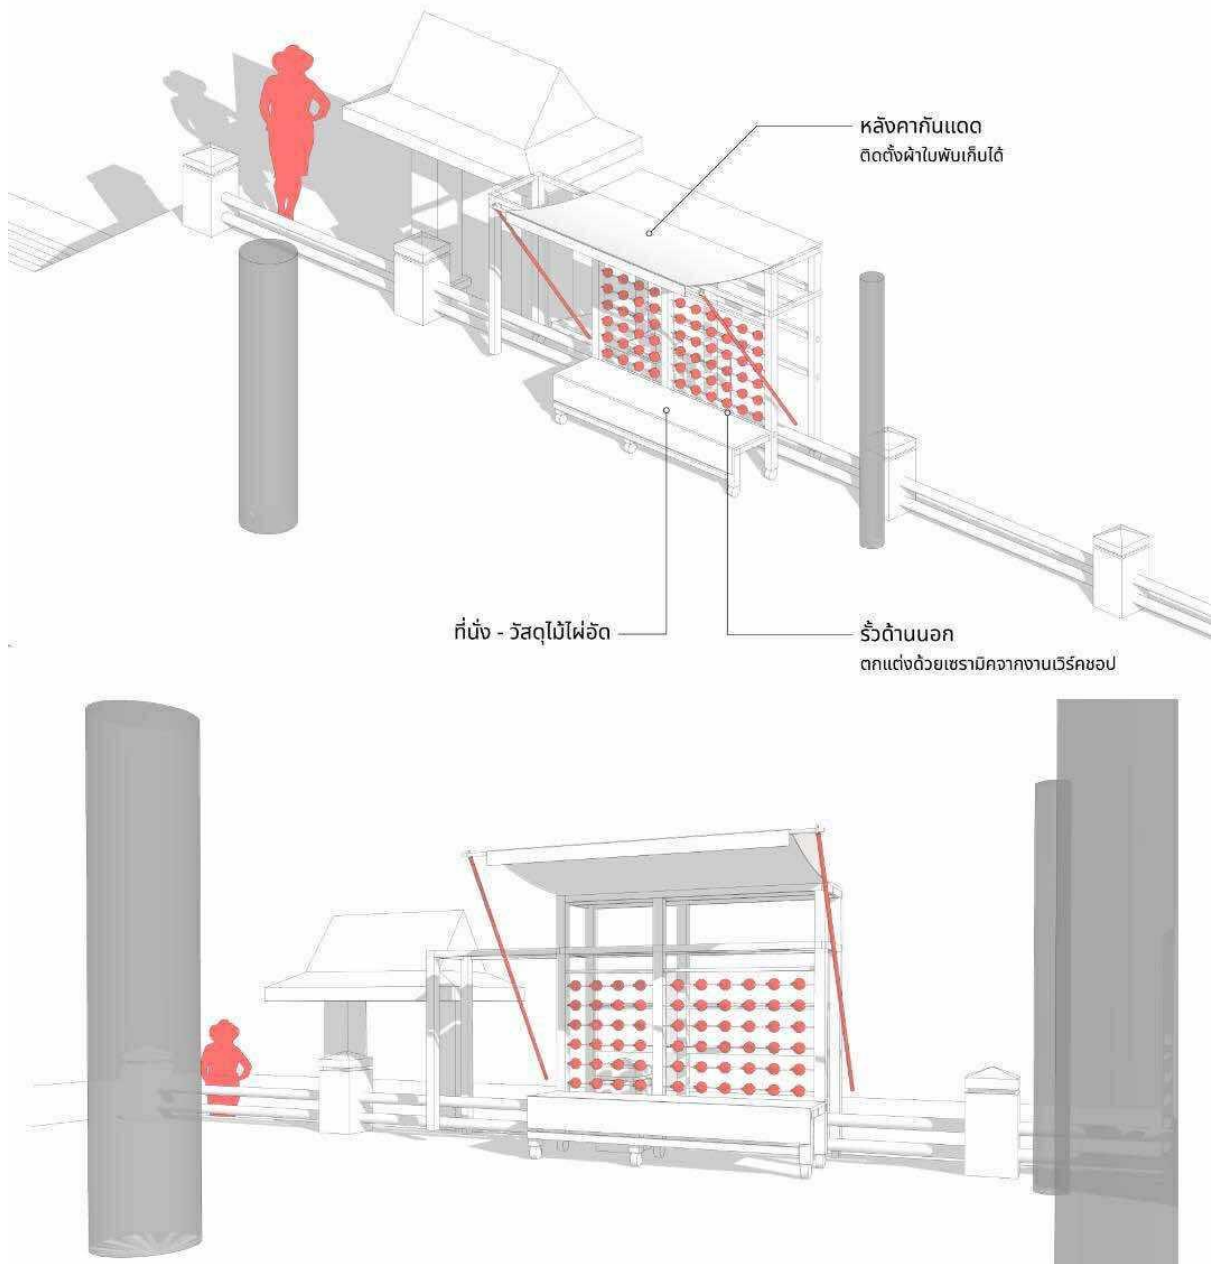 หลังคากันแดด
ติดตั้งผ้าใบพับเก็บได้
ที่นั่ง - วัสดุไม้ไผ่อัด
รั้วด้านนอก
ตกแต่งด้วยเซรามิคจากงานเวิร์คชอป